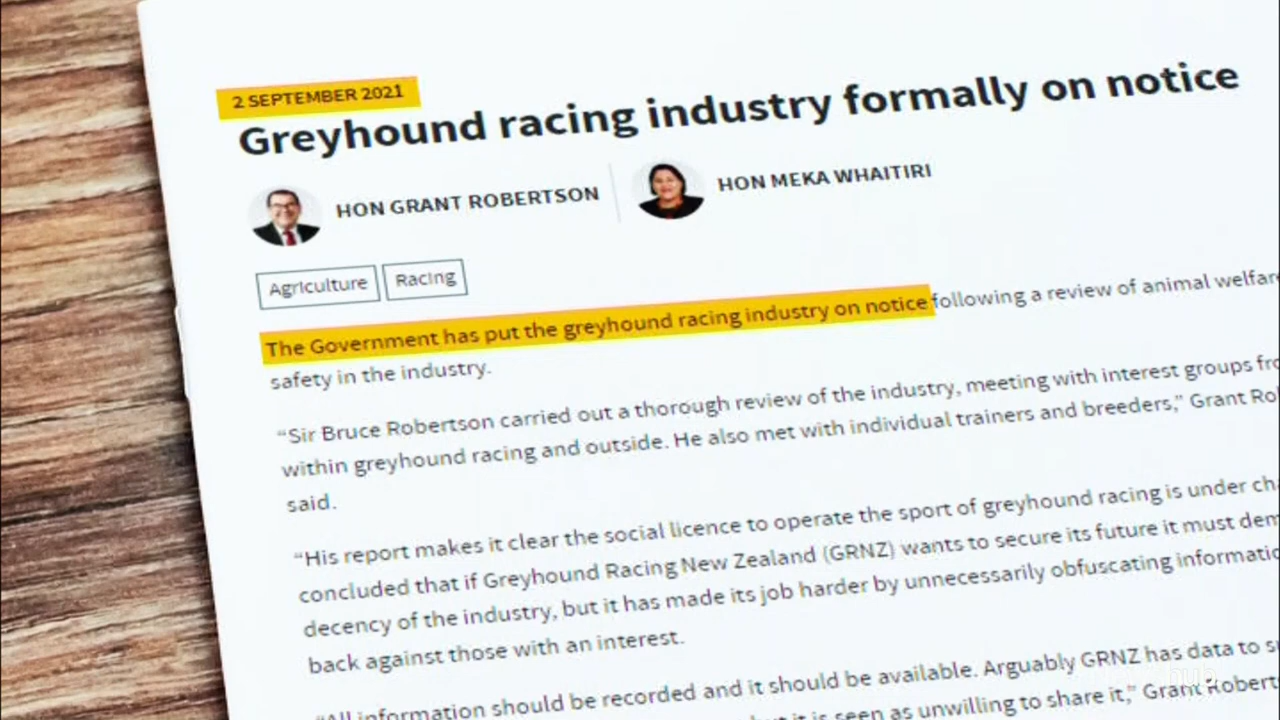 2 SEPTEMBER 2021
Greyhound racing industry formally on notice
HON GRANT ROBERTSON
HON MEKA WHAITIRI
Agriculture
Racing
The Government has put the greyhound racing industry on notice following a review of animal welfare
safety in the industry.
“Sir Bruce Robertson carried out a thorough review of the industry, meeting with interest groups
within greyhound racing and outside. He also met with individual trainers and breeders,” Grant
said.
“His report makes it clear the social licence to operate the sport of greyhound racing is under
concluded that if Greyhound Racing New Zealand (GRNZ) wants to secure its future it must
decency of the industry, but it has made its job harder by unnecessarily obfuscating
back against those with an interest.
“All information should be recorded and it should be available. Arguably GRNZ has data to
it is seen as unwilling to share it,” Grant